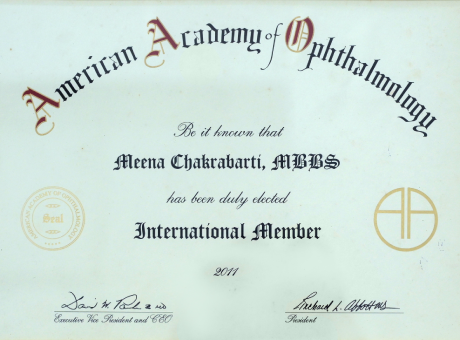 American Academy of Ophthalmology
Be it known that
Meena Chakrabarti, MBBS
has been duly elected
International Member
2011
Seal
Executive Vice President and CEO
President